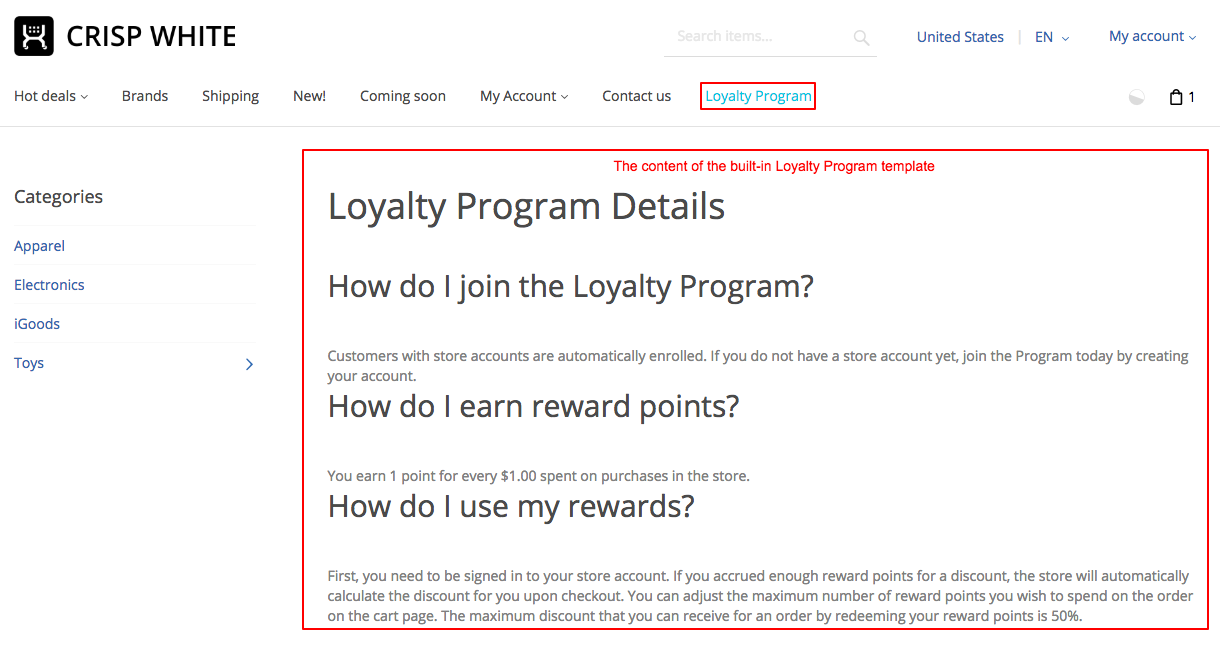 CRISP WHITE
Search items...
United States | EN
My account
Hot deals
Brands
Shipping
New!
Coming soon
My Account
Contact us
Loyalty Program
1
The content of the built-in Loyalty Program template
Categories
Apparel
Electronics
iGoods
Toys
Loyalty Program Details
How do I join the Loyalty Program?
Customers with store accounts are automatically enrolled. If you do not have a store account yet, join the Program today by creating
your account.
How do I earn reward points?
You earn 1 point for every $1.00 spent on purchases in the store.
How do I use my rewards?
First, you need to be signed in to your store account. If you accrued enough reward points for a discount, the store will automatically
calculate the discount for you upon checkout. You can adjust the maximum number of reward points you wish to spend on the order
on the cart page. The maximum discount that you can receive for an order by redeeming your reward points is 50%.